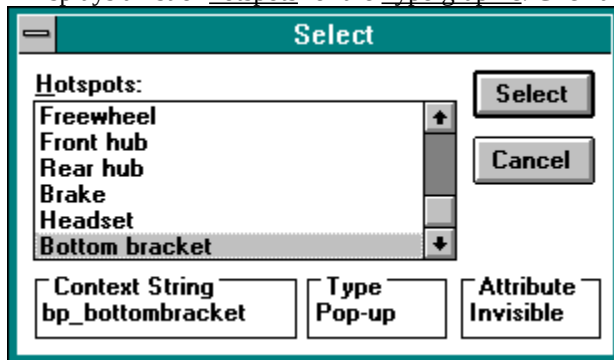 Select
Hotspots:
Freewheel
Front hub
Rear hub
Brake
Headset
Bottom bracket
Select
Cancel
Context String
bp_bottombracket
Type
Pop-up
Attribute
Invisible